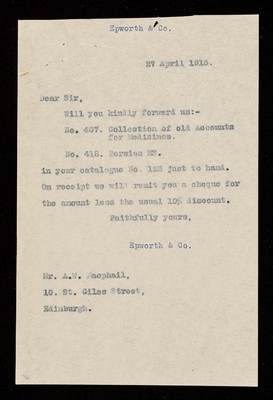 Epworth & Co.
27 April 1915.
Dear Sir,
Will you kindly forward us:-
No. 407. Collection of old Accounts
for Medicines.
No. 418. Persian MS.
in your catalogue No. 123 just to hand.
On receipt we will remit you a cheque for
the amount less the usual 10% discount.
Faithfully yours,
Epworth & Co.
Mr. A.M. Macphail,
10. St. Giles Street,
Edinburgh.